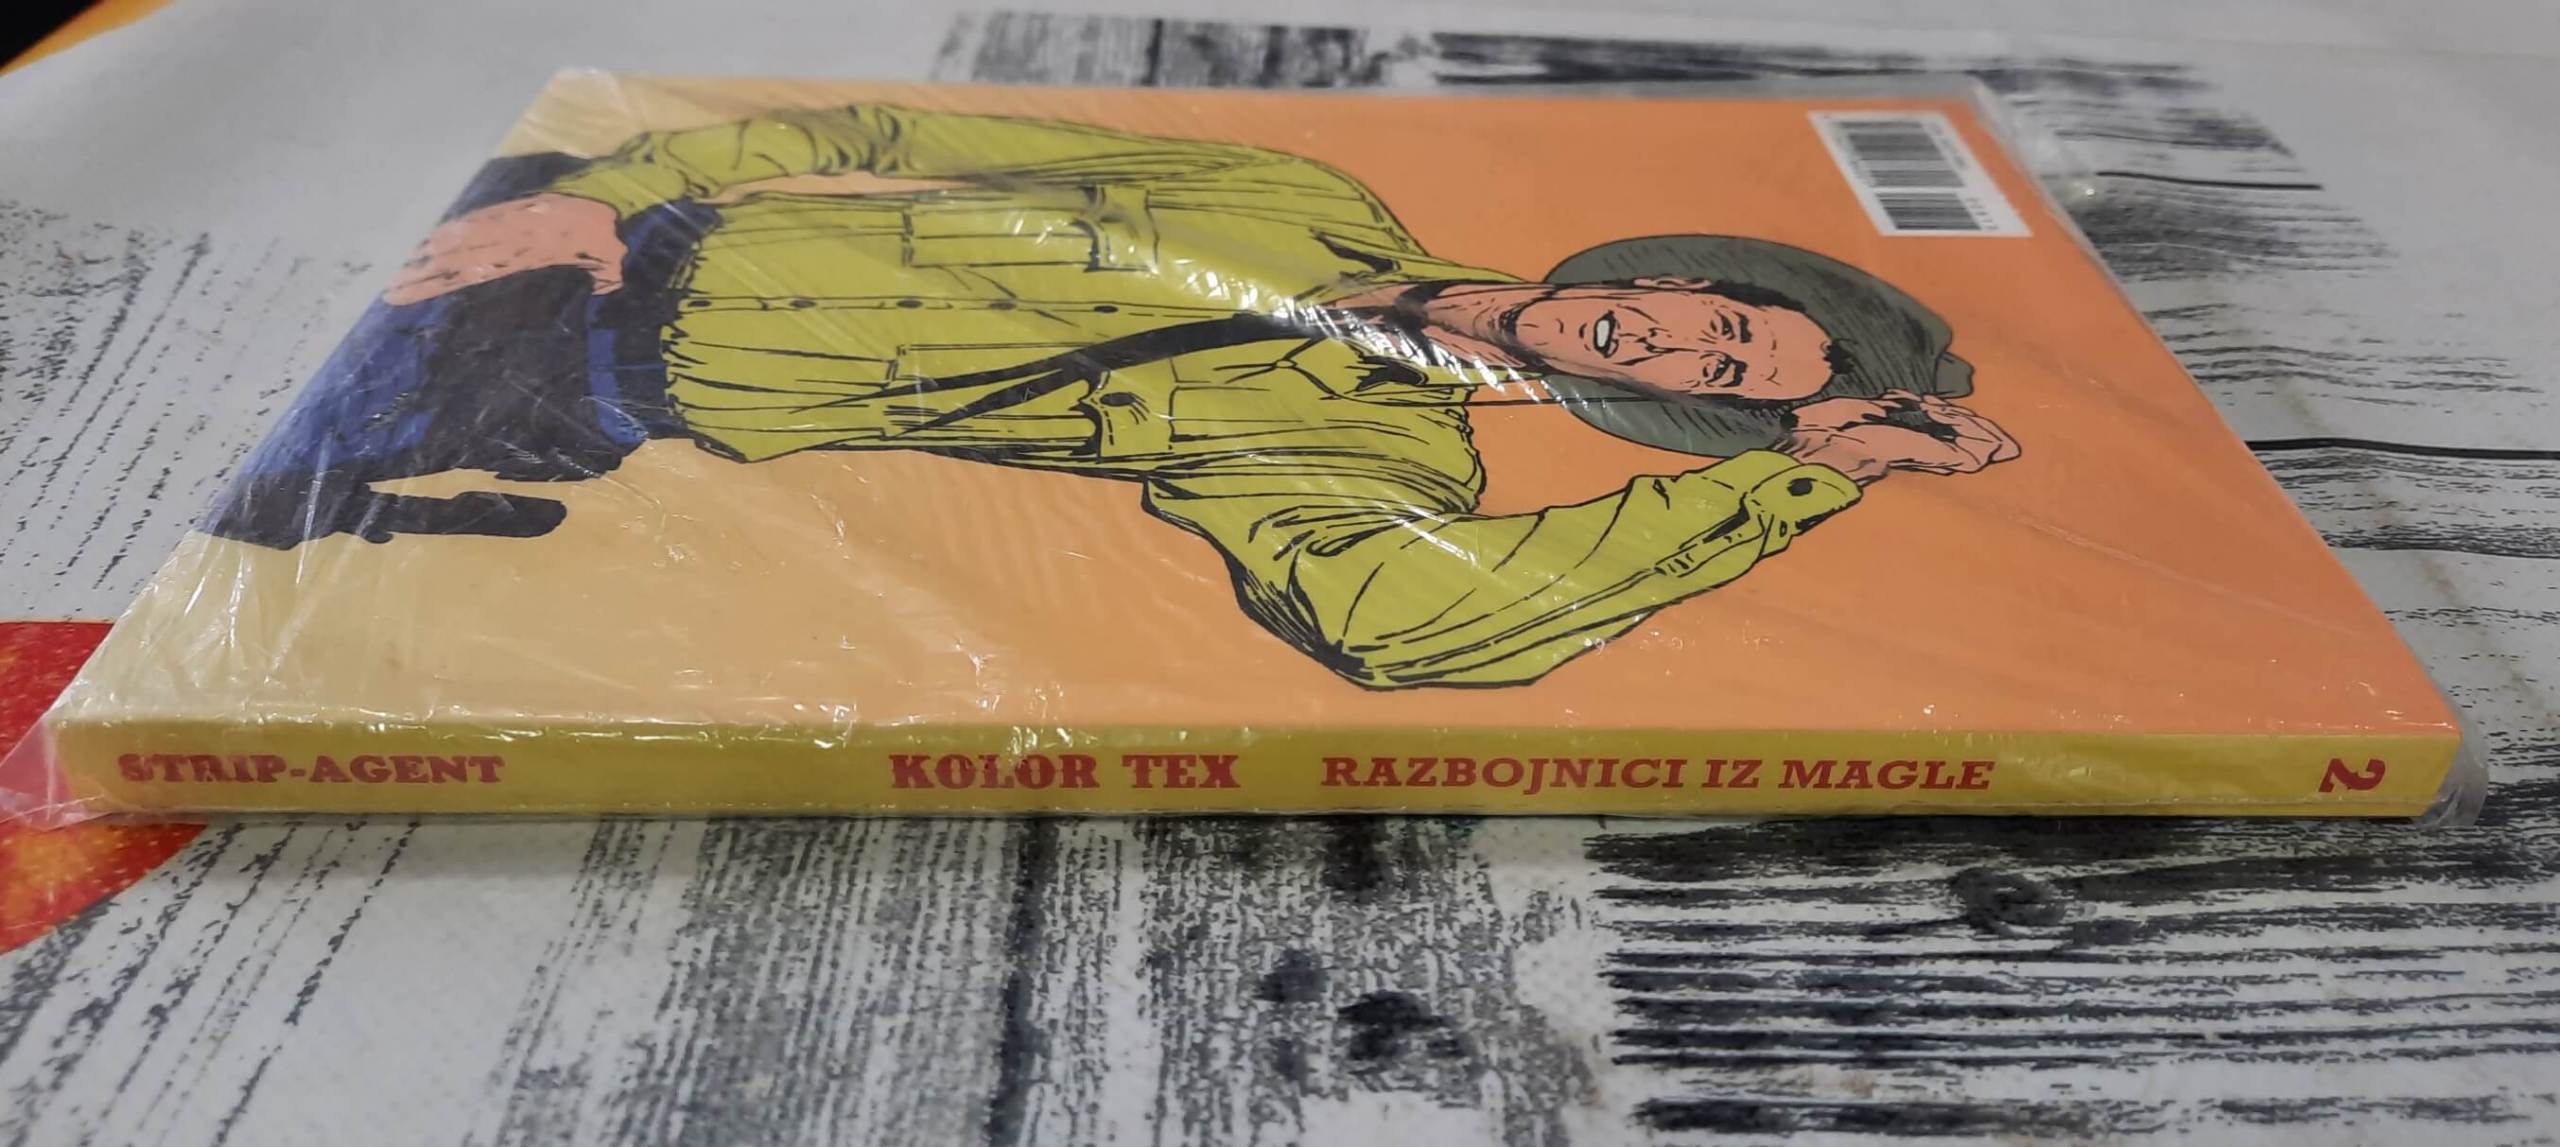 STRIP-AGENT KOLOR TEX RAZBOJNICI IZ MAGLE 2